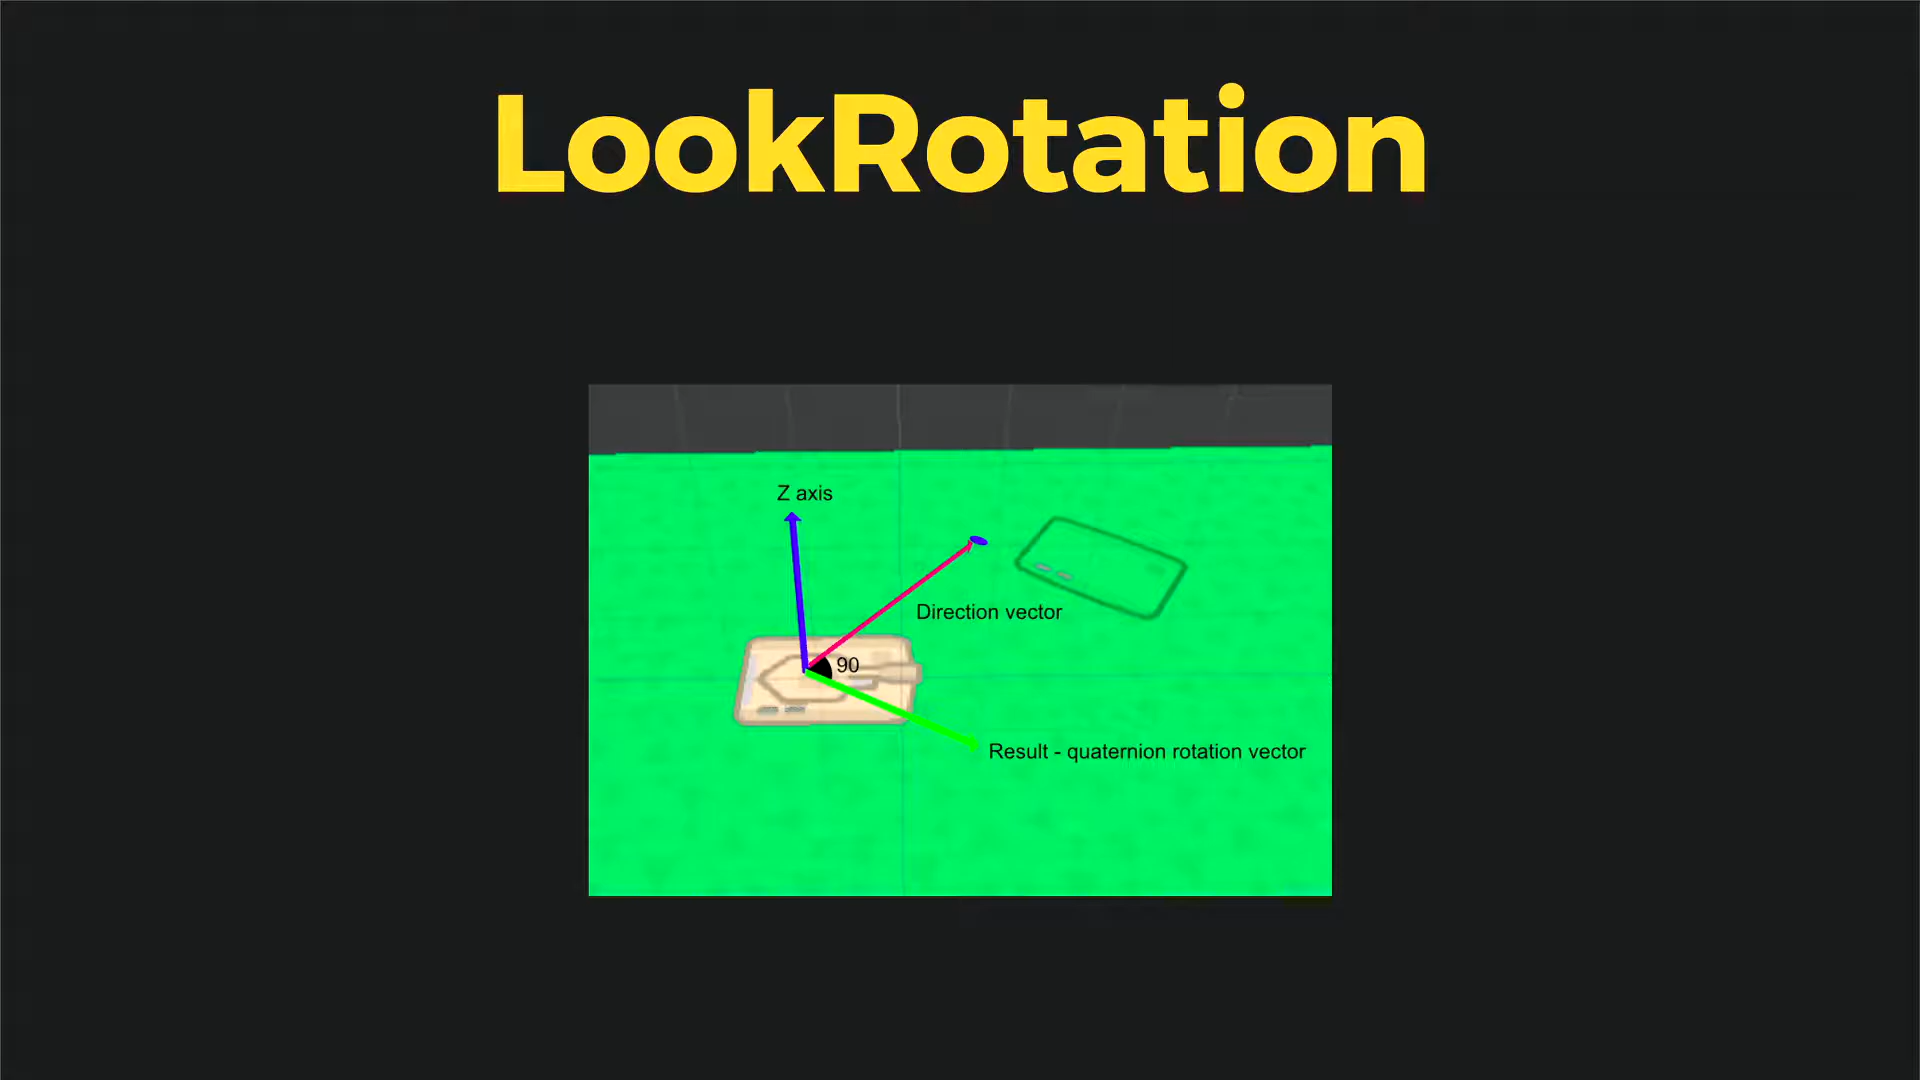 LookRotation
Z axis
Direction vector
90
Result - quaternion rotation vector